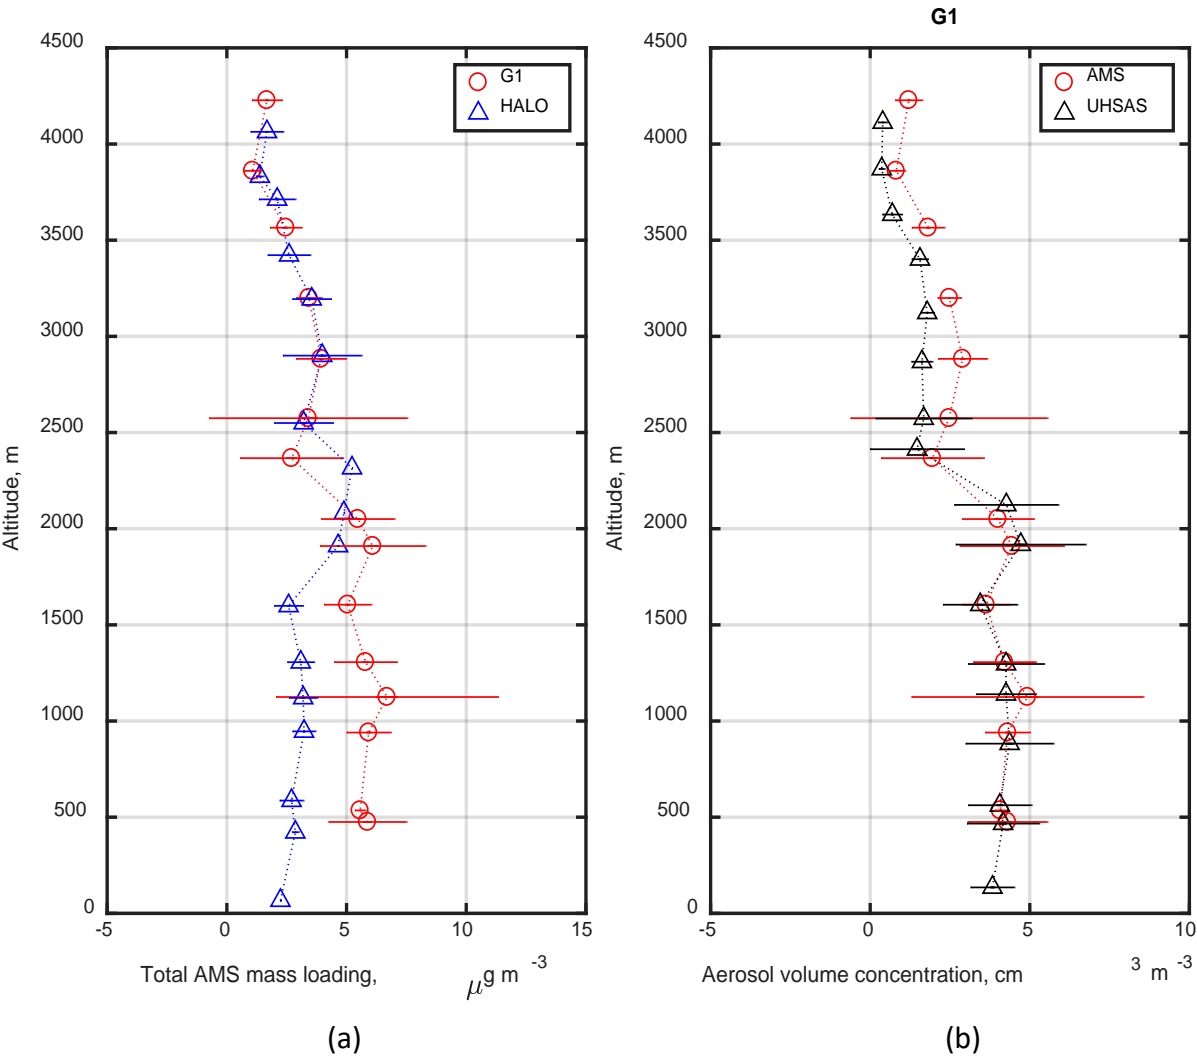 G1
4500
4000
3500
3000
2500
2000
1500
1000
500
0
-5
0
5
10
15
Altitude, m
G1
HALO
Total AMS mass loading, μg m -3
(a)
4500
4000
3500
3000
2500
2000
1500
1000
500
0
-5
0
5
10
Altitude, m
AMS
UHSAS
Aerosol volume concentration, cm 3 m -3
(b)